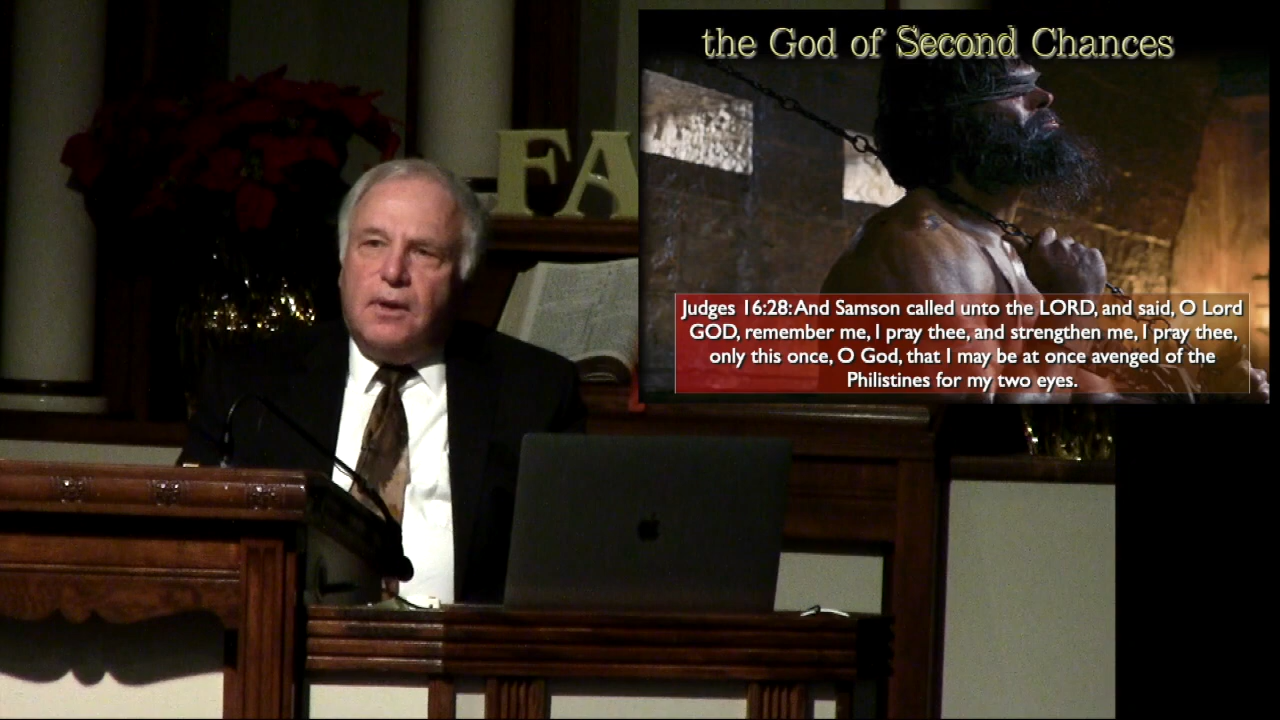 the God of Second Chances
FA
Judges 16:28: And Samson called unto the LORD, and said, O Lord
GOD, remember me, I pray thee, and strengthen me, I pray thee,
only this once, O God, that I may be at once avenged of the
Philistines for my two eyes.